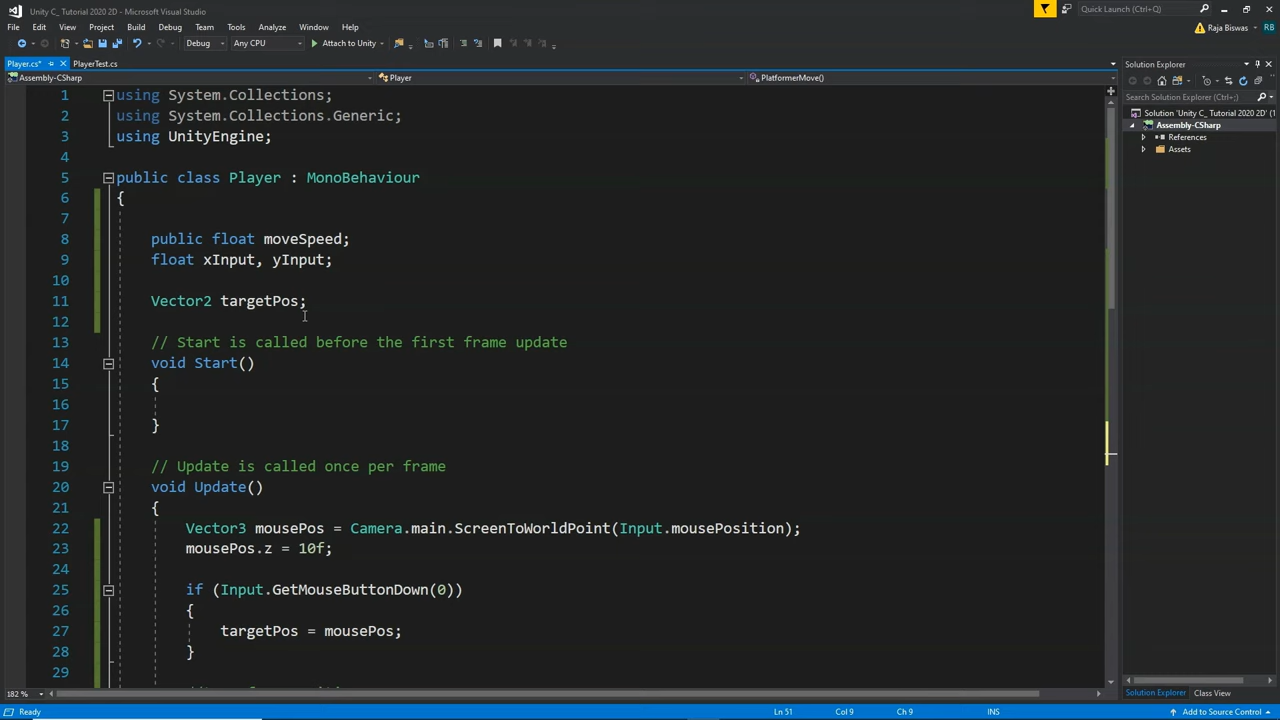 Unity C_ Tutorial 2020 2D - Microsoft Visual Studio
Quick Launch (Ctrl+;)
File Edit View Project Build Debug Team Tools Analyze Window Help
Raja Biswas RB
Debug Any CPU Attach to Unity
Player.cs* PlayerTest.cs
Assembly-CSharp Player PlatformerMove()
Solution Explorer
Search Solution Explorer (Ctrl+;)
Solution 'Unity C_ Tutorial 2020 2D' (1
Assembly-CSharp
References
Assets
1 using System.Collections;
2 using System.Collections.Generic;
3 using UnityEngine;
4
5 public class Player : MonoBehaviour
6 {
7
8 public float moveSpeed;
9 float xInput, yInput;
10
11 Vector2 targetPos;
12
13 // Start is called before the first frame update
14 void Start()
15 {
16
17 }
18
19 // Update is called once per frame
20 void Update()
21 {
22 Vector3 mousePos = Camera.main.ScreenToWorldPoint(Input.mousePosition);
23 mousePos.z = 10f;
24
25 if (Input.GetMouseButtonDown(0))
26 {
27 targetPos = mousePos;
28 }
29
182 %
Solution Explorer Class View
Ready Ln 51 Col 9 Ch 9 INS Add to Source Control